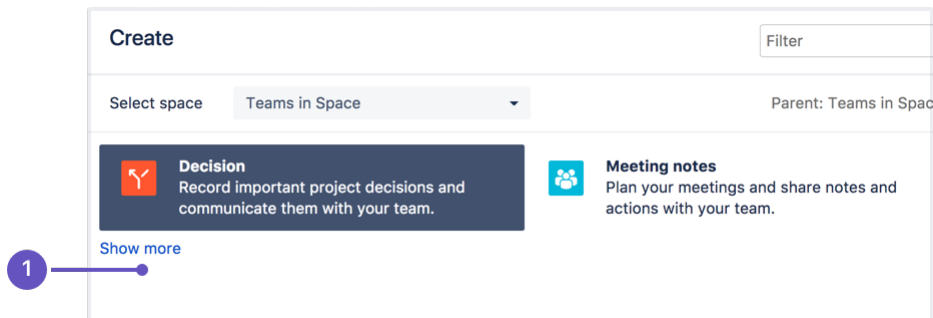 Create
Filter
Select space
Teams in Space
Parent: Teams in Spac
Decision
Record important project decisions and
communicate them with your team.
Meeting notes
Plan your meetings and share notes and
actions with your team.
Show more
1